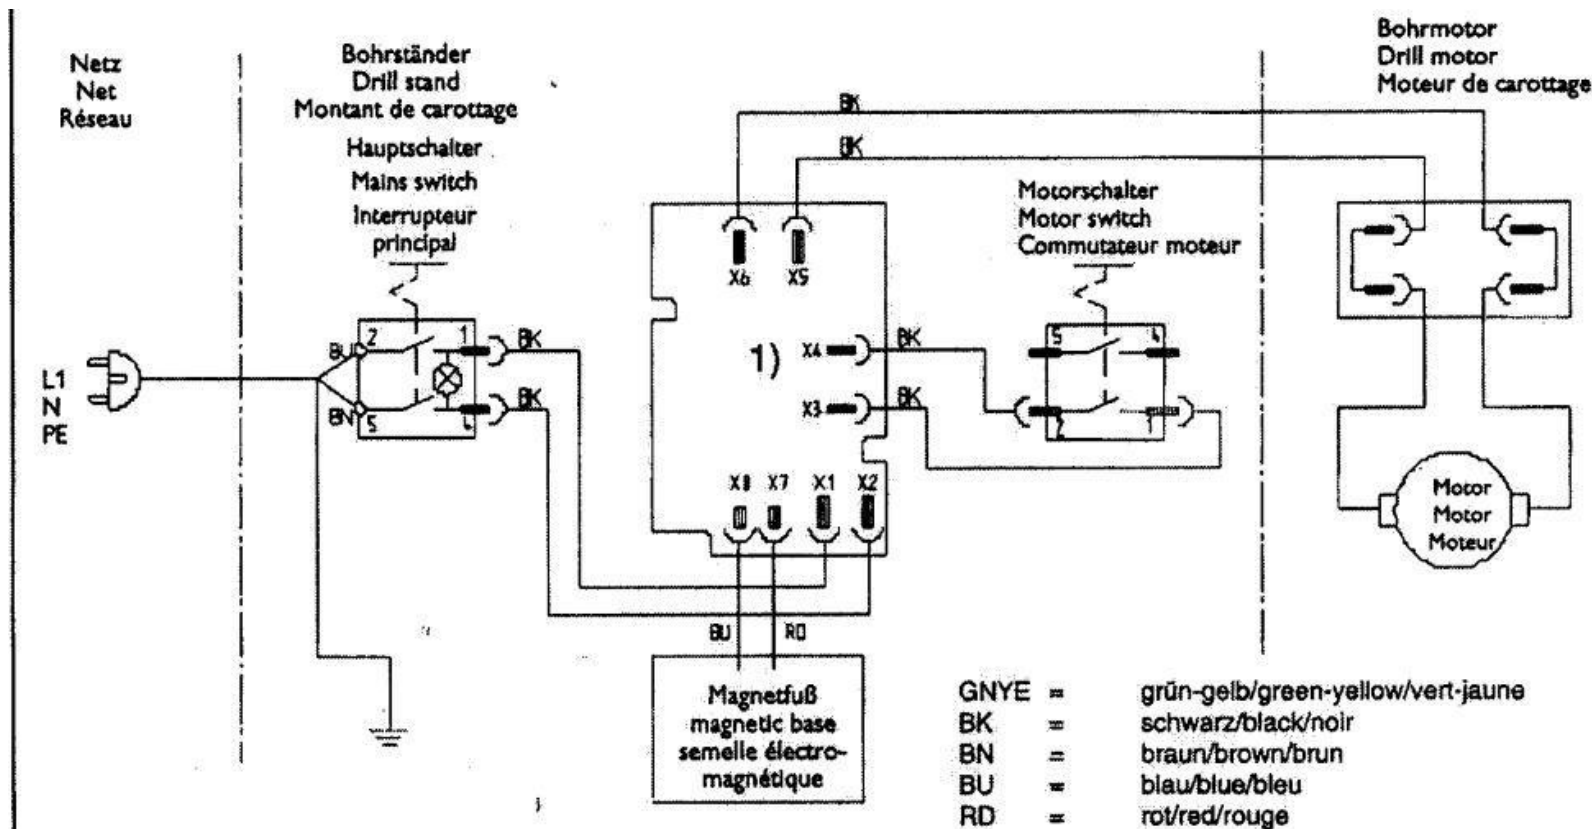 Netz
Net
Réseau
Bohrständer
Drill stand
Montant de carottage
Hauptschalter
Mains switch
Interrupteur
principal
Bohrmotor
Drill motor
Moteur de carottage
BK
BK
Motorschalter
Motor switch
Commutateur moteur
X6 X5
L1
N
PE
BU
BN
2 1
5 4
BK
BK
1)
X4
X3
BK
BK
5 4
2 1
X8 X7 X1 X2
Motor
Motor
Moteur
BU RD
Magnetfuß
magnetic base
semelle électro-
magnétique
GNYE = grün-gelb/green-yellow/vert-jaune
BK = schwarz/black/noir
BN = braun/brown/brun
BU = blau/blue/bleu
RD = rot/red/rouge